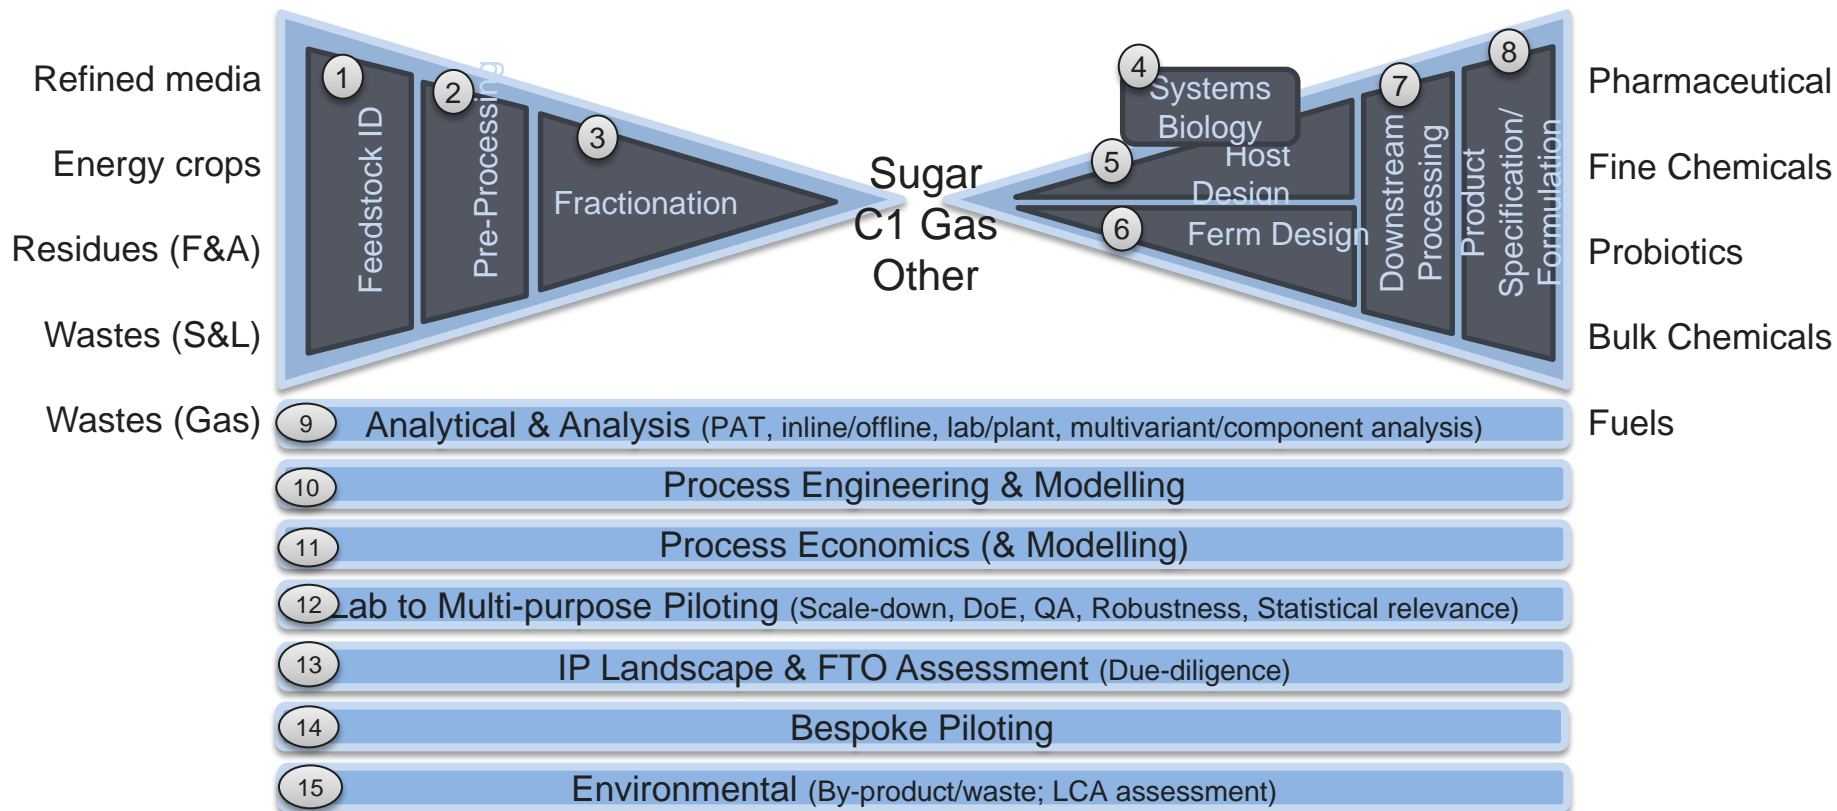 Refined media
Energy crops
Residues (F&A)
Wastes (S&L)
Wastes (Gas)
1
Feedstock ID
2
Pre-Processing
3
Fractionation
Sugar
C1 Gas
Other
4
Systems
Biology
5
Host
Design
6
Ferm Design
7
Downstream
Processing
8
Product
Specification/
Formulation
Pharmaceutical
Fine Chemicals
Probiotics
Bulk Chemicals
Fuels
9 Analytical & Analysis (PAT, inline/offline, lab/plant, multivariant/component analysis)
10 Process Engineering & Modelling
11 Process Economics (& Modelling)
12 Lab to Multi-purpose Piloting (Scale-down, DoE, QA, Robustness, Statistical relevance)
13 IP Landscape & FTO Assessment (Due-diligence)
14 Bespoke Piloting
15 Environmental (By-product/waste; LCA assessment)